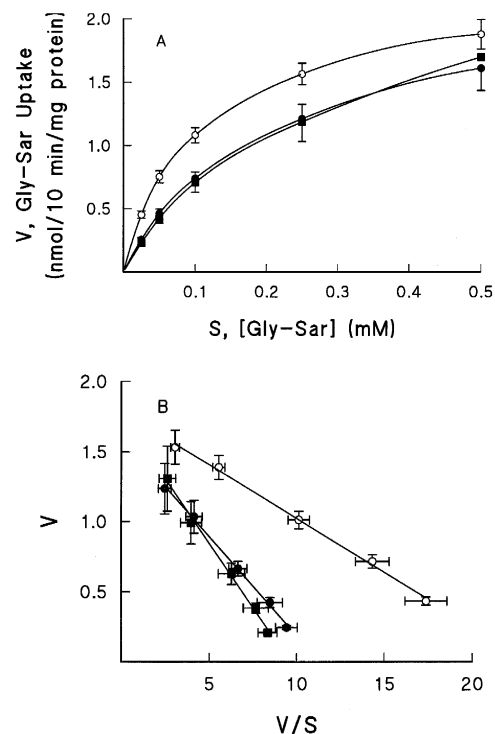 2.0
A
1.5
1.0
0.5
V, Gly-Sar Uptake
(nmol/10 min/mg protein)
0.1 0.2 0.3 0.4 0.5
S, [Gly-Sar] (mM)
2.0
B
1.5
1.0
0.5
V
5 10 15 20
V/S